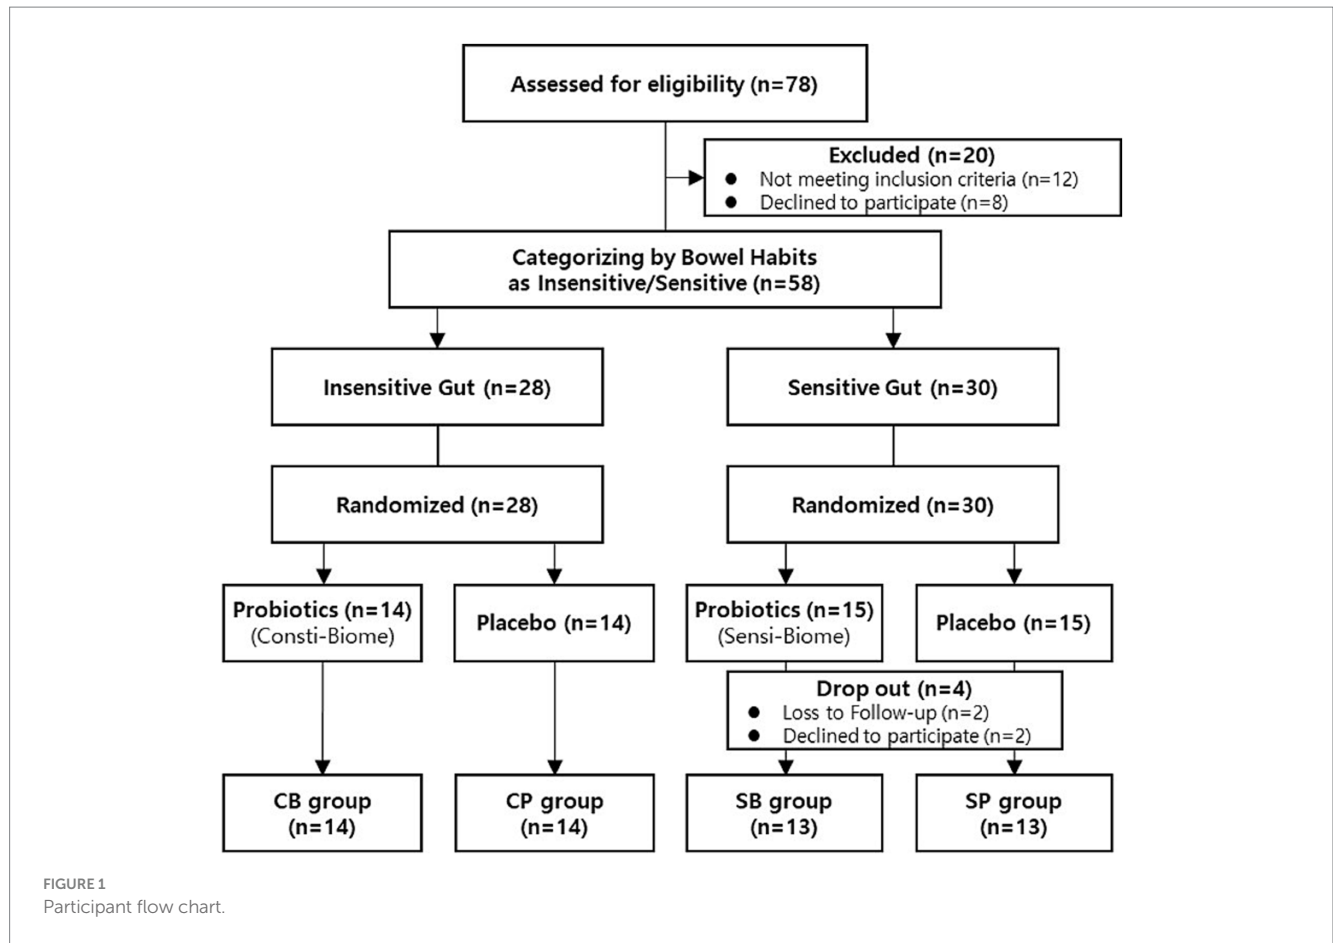 Assessed for eligibility (n=78)
Excluded (n=20)
● Not meeting inclusion criteria (n=12)
● Declined to participate (n=8)
Categorizing by Bowel Habits
as Insensitive/Sensitive (n=58)
Insensitive Gut (n=28)
Sensitive Gut (n=30)
Randomized (n=28)
Randomized (n=30)
Probiotics (n=14)
(Consti-Biome)
Placebo (n=14)
Probiotics (n=15)
(Sensi-Biome)
Placebo (n=15)
Drop out (n=4)
● Loss to Follow-up (n=2)
● Declined to participate (n=2)
CB group
(n=14)
CP group
(n=14)
SB group
(n=13)
SP group
(n=13)
FIGURE 1
Participant flow chart.